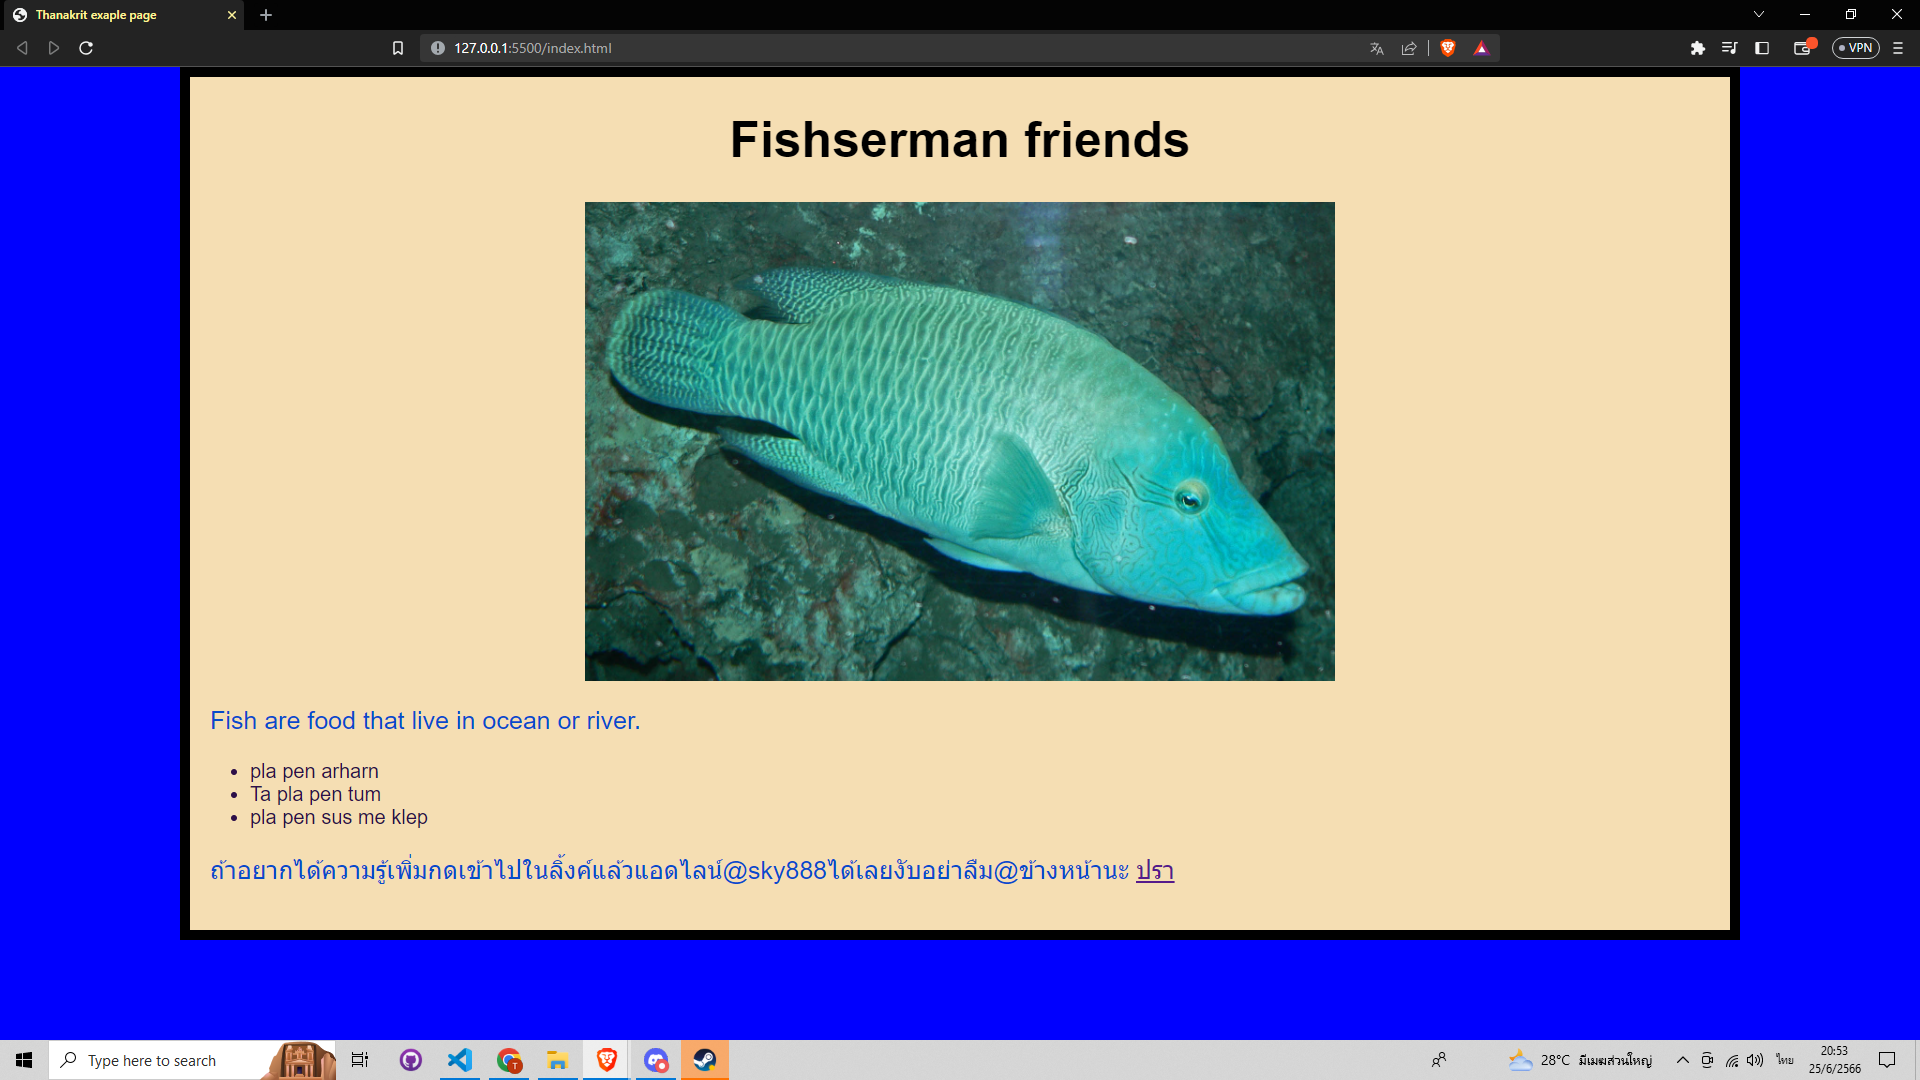 Thanakrit exaple page
127.0.0.1:5500/index.html
VPN
Fishserman friends
Fish are food that live in ocean or river.
pla pen arharn
Ta pla pen tum
pla pen sus me klep
ถ้าอยากได้ความรู้เพิ่มกดเข้าไปในลิ้งค์แล้วแอดไลน์@sky888ได้เลยงับอย่าลืม@ข้างหน้านะ ปรา
Type here to search
T
28°C มีเมฆส่วนใหญ่
ไทย
20:53
25/6/2566